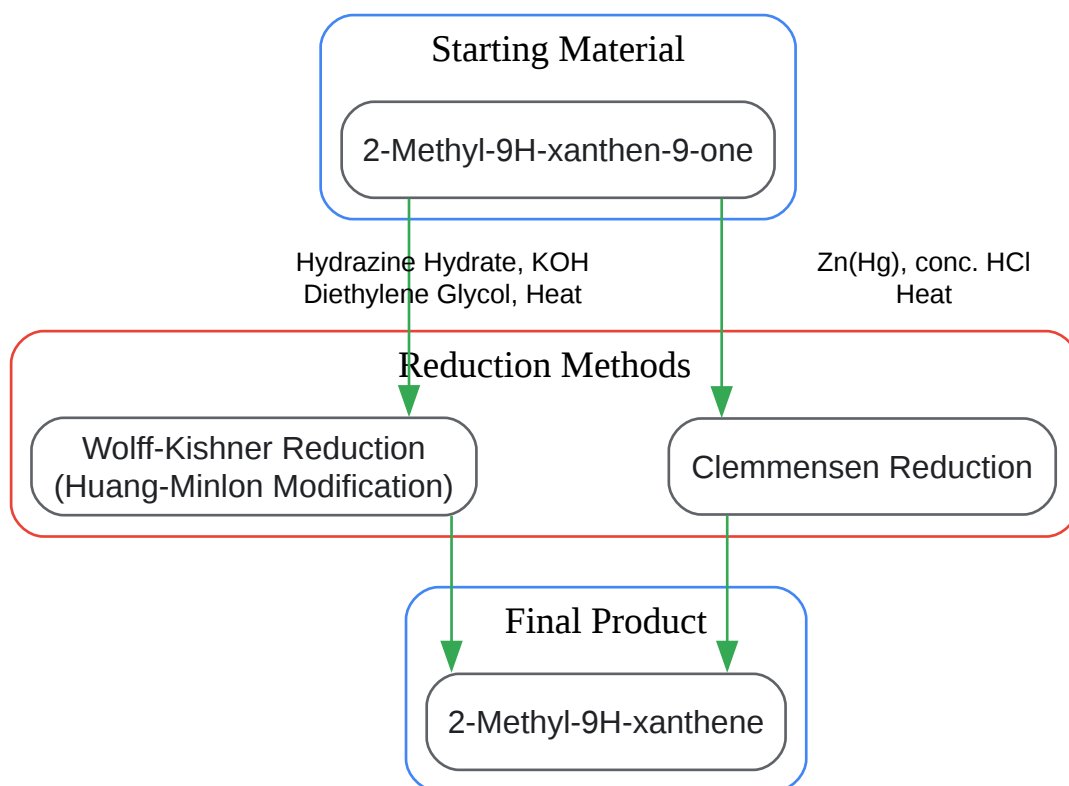 Starting Material
2-Methyl-9H-xanthen-9-one
Hydrazine Hydrate, KOH
Diethylene Glycol, Heat
Zn(Hg), conc. HCl
Heat
Reduction Methods
Wolff-Kishner Reduction
(Huang-Minlon Modification)
Clemmensen Reduction
Final Product
2-Methyl-9H-xanthene